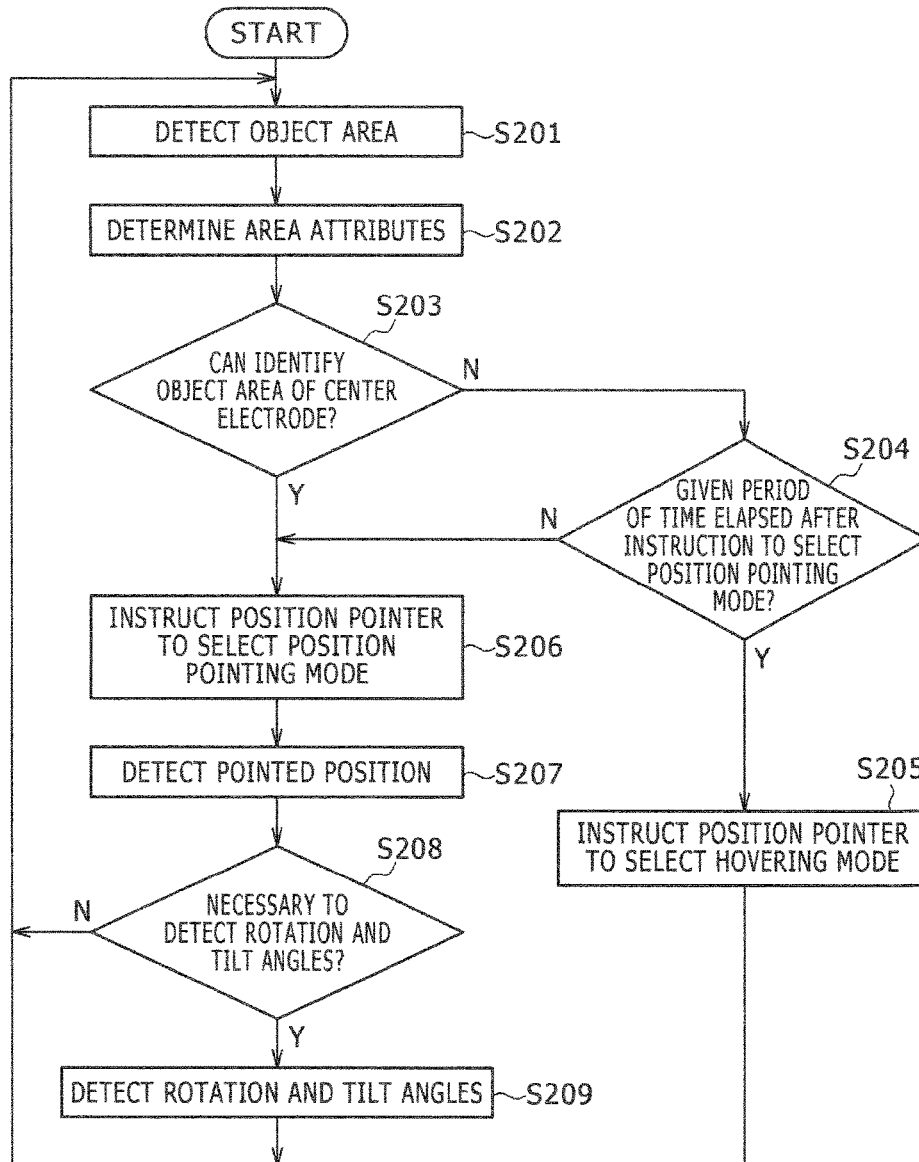 START
DETECT OBJECT AREA
S201
DETERMINE AREA ATTRIBUTES
S202
S203
CAN IDENTIFY
OBJECT AREA OF CENTER
ELECTRODE?
N
Y
S204
GIVEN PERIOD
OF TIME ELAPSED AFTER
INSTRUCTION TO SELECT
POSITION POINTING
MODE?
N
Y
INSTRUCT POSITION POINTER
TO SELECT POSITION
POINTING MODE
S206
DETECT POINTED POSITION
S207
S205
INSTRUCT POSITION POINTER
TO SELECT HOVERING MODE
S208
NECESSARY TO
DETECT ROTATION AND
TILT ANGLES?
N
Y
DETECT ROTATION AND TILT ANGLES
S209